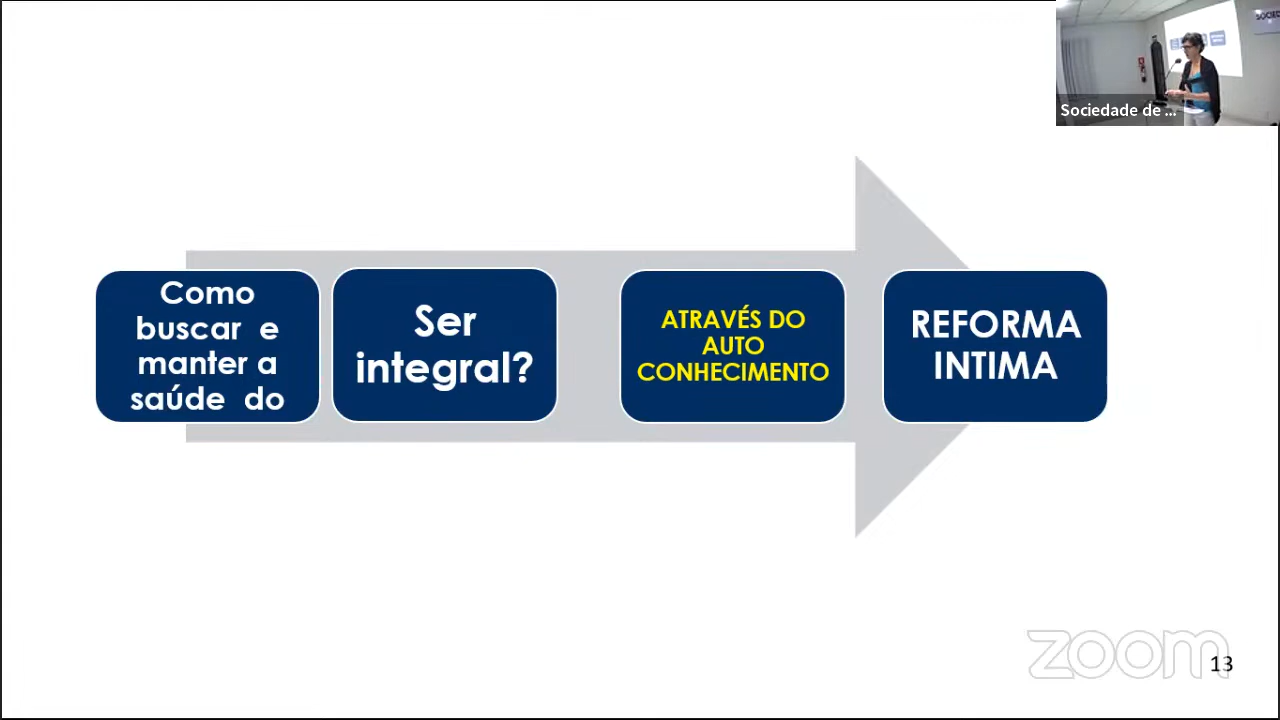 Sociedade de ...
Como
buscar e
manter a
saúde do
Ser
integral?
ATRAVÉS DO
AUTO
CONHECIMENTO
REFORMA
INTIMA
zoom
13